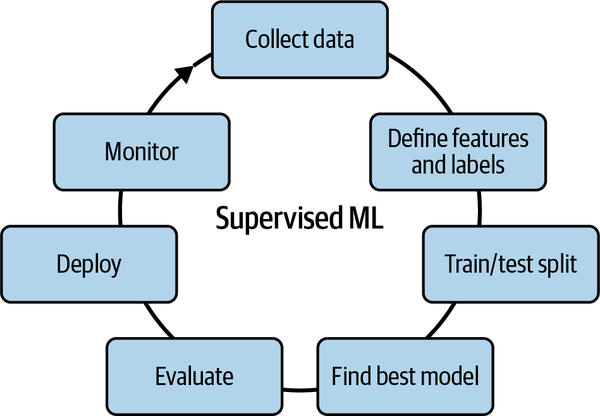 Collect data
Define features
and labels
Train/test split
Find best model
Evaluate
Deploy
Monitor
Supervised ML